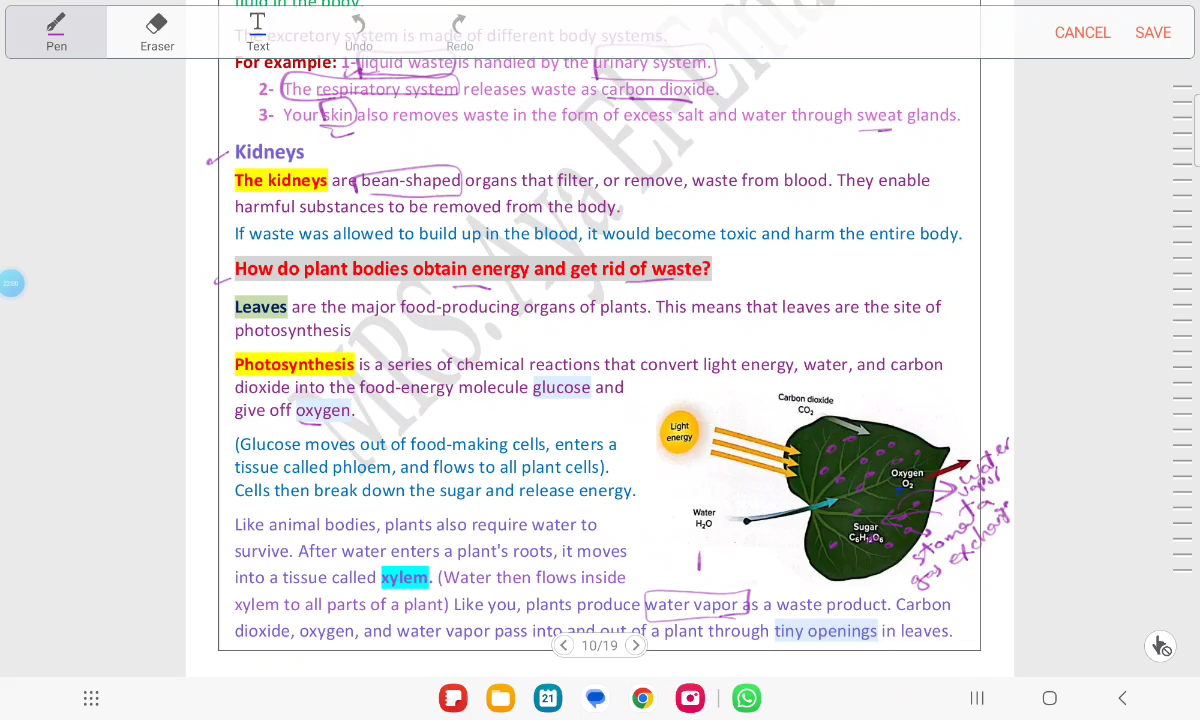 fluid in the body.
Pen
Eraser
Text
Undo
Redo
CANCEL
SAVE
The excretory system is made of different body systems.
For example: 1-liquid waste is handled by the urinary system.
2- The respiratory system releases waste as carbon dioxide.
3- Your skin also removes waste in the form of excess salt and water through sweat glands.
Kidneys
The kidneys are bean-shaped organs that filter, or remove, waste from blood. They enable
harmful substances to be removed from the body.
If waste was allowed to build up in the blood, it would become toxic and harm the entire body.
22:00
How do plant bodies obtain energy and get rid of waste?
Leaves are the major food-producing organs of plants. This means that leaves are the site of
photosynthesis
Photosynthesis is a series of chemical reactions that convert light energy, water, and carbon
dioxide into the food-energy molecule glucose and
give off oxygen.
(Glucose moves out of food-making cells, enters a
tissue called phloem, and flows to all plant cells).
Cells then break down the sugar and release energy.
Carbon dioxide
CO2
Light
energy
Oxygen
O2
Water
H2O
Sugar
C6H12O6
water
vapor
stomata
gas exchange
Like animal bodies, plants also require water to
survive. After water enters a plant's roots, it moves
into a tissue called xylem. (Water then flows inside
xylem to all parts of a plant) Like you, plants produce water vapor as a waste product. Carbon
dioxide, oxygen, and water vapor pass into and out of a plant through tiny openings in leaves.
10/19
21
MRS. Aya El-Ema